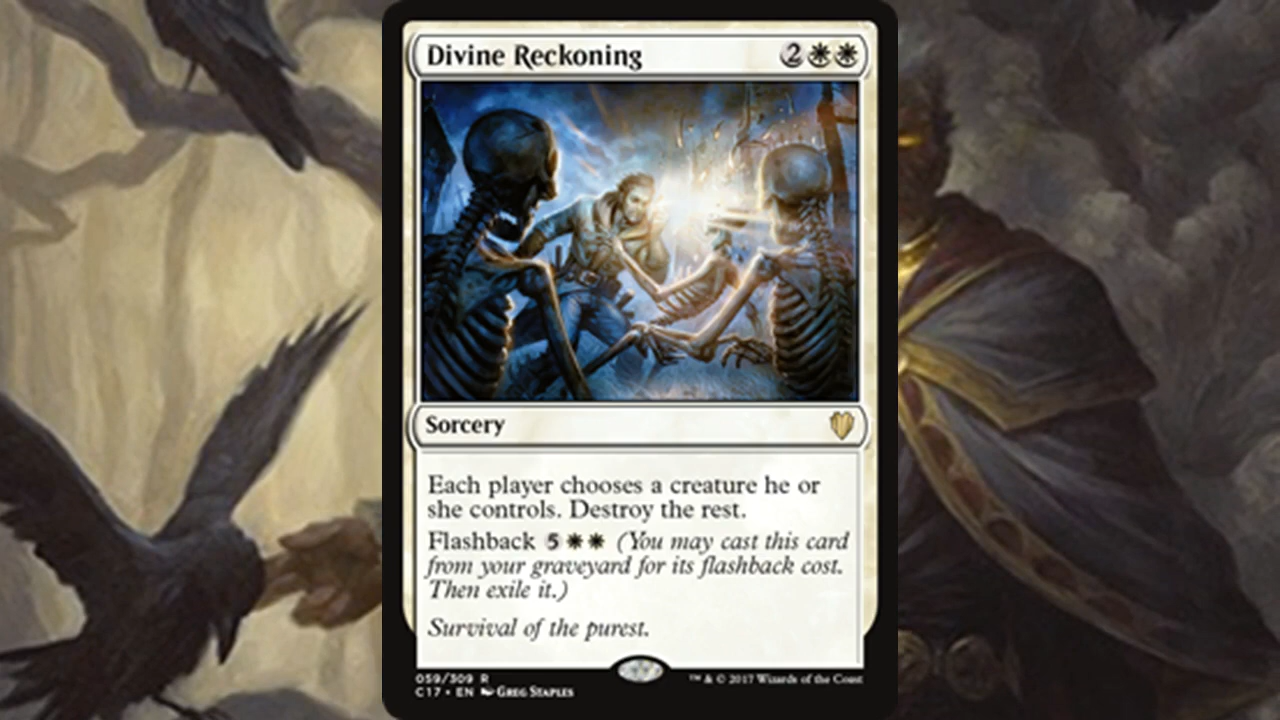 Divine Reckoning 2
Sorcery
Each player chooses a creature he or
she controls. Destroy the rest.
Flashback 5 (You may cast this card
from your graveyard for its flashback cost.
Then exile it.)
Survival of the purest.
059/309 R
C17 • EN Greg Staples
™ & © 2017 Wizards of the Coast